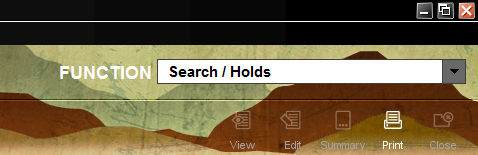 FUNCTION Search / Holds
View Edit Summary Print Close